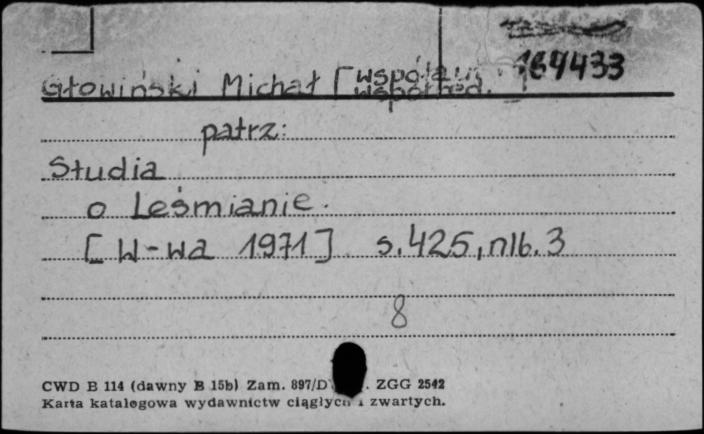 164433
Głowiński Michał [współau
współred.
patrz:
Studia
o Leśmianie.
[W-wa 1971] s.425, nlb. 3
8
CWD B 114 (dawny B 15b) Zam. 897/D ZGG 2542
Karta katalogowa wydawnictw ciągłych i zwartych.